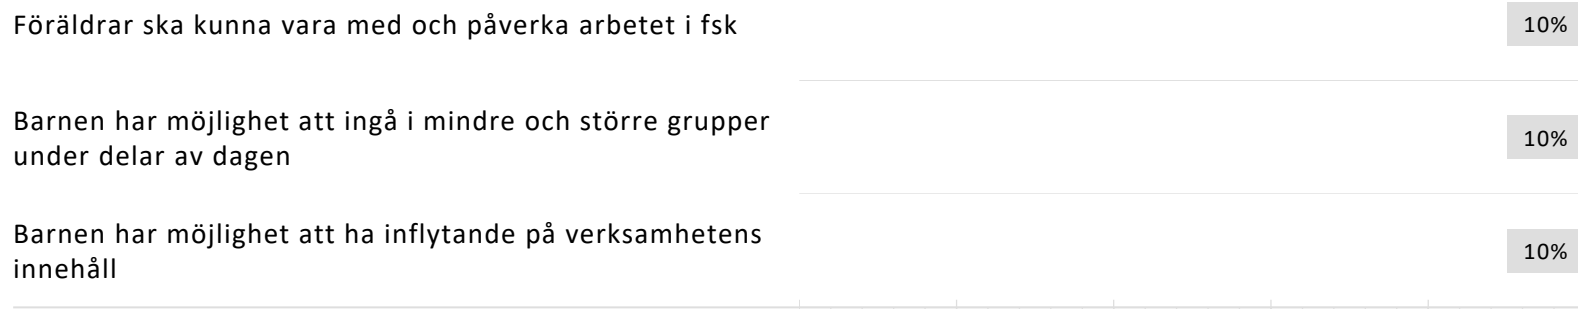 Föräldrar ska kunna vara med och påverka arbetet i fsk
10%
Barnen har möjlighet att ingå i mindre och större grupper
under delar av dagen
10%
Barnen har möjlighet att ha inflytande på verksamhetens
innehåll
10%